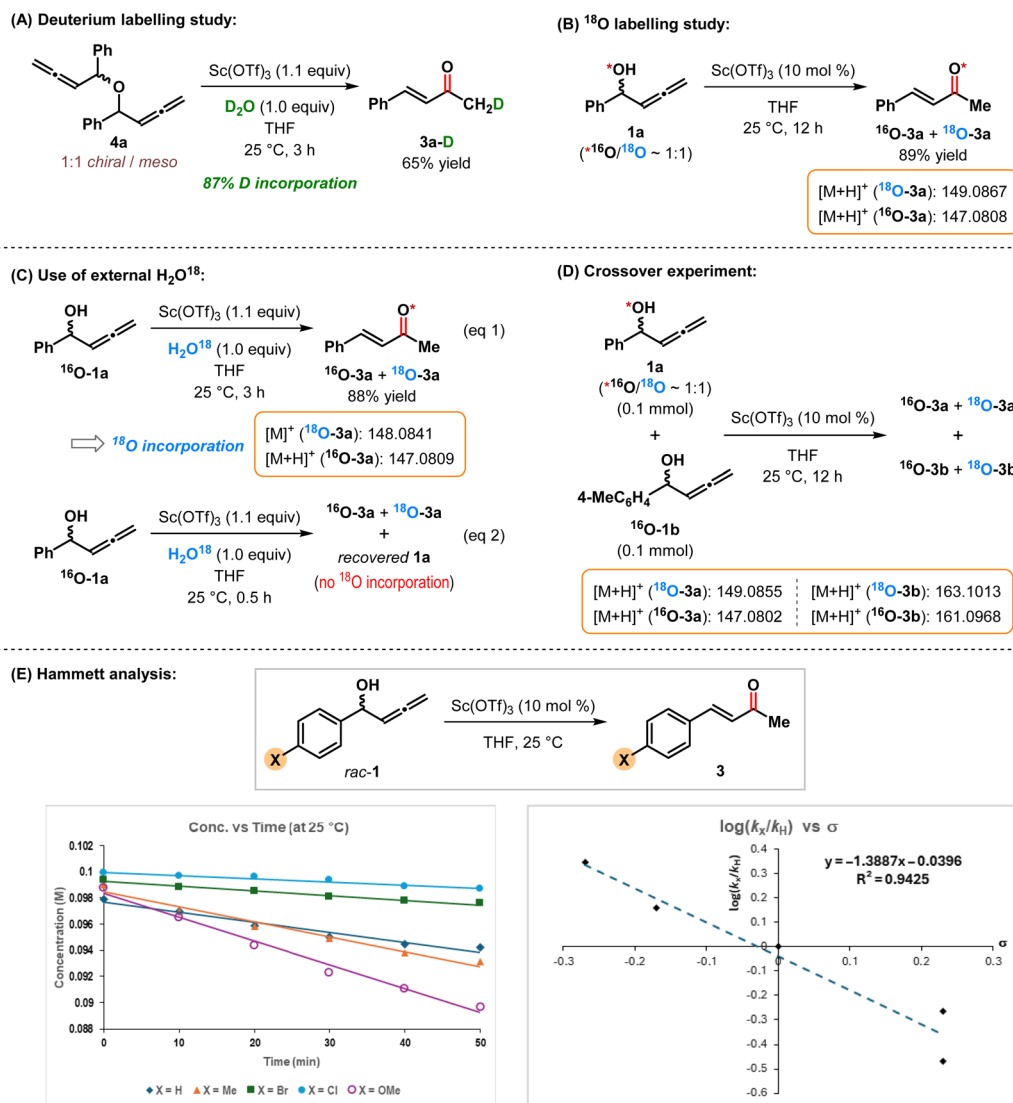 (A) Deuterium labelling study:
Ph
O
Ph
4a
1:1 chiral / meso
Sc(OTf)3 (1.1 equiv)
D2O (1.0 equiv)
THF
25 °C, 3 h
87% D incorporation
O
Ph
CH2D
3a-D
65% yield
(B) 18O labelling study:
*OH
Ph
1a
(*16O/18O ~ 1:1)
Sc(OTf)3 (10 mol %)
THF
25 °C, 12 h
O*
Ph
Me
16O-3a + 18O-3a
89% yield
[M+H]+ (18O-3a): 149.0867
[M+H]+ (16O-3a): 147.0808
(C) Use of external H2O18:
OH
Ph
16O-1a
Sc(OTf)3 (1.1 equiv)
H2O18 (1.0 equiv)
THF
25 °C, 3 h
O*
Ph
Me
(eq 1)
16O-3a + 18O-3a
88% yield
18O incorporation
[M]+ (18O-3a): 148.0841
[M+H]+ (16O-3a): 147.0809
OH
Ph
16O-1a
Sc(OTf)3 (1.1 equiv)
H2O18 (1.0 equiv)
THF
25 °C, 0.5 h
16O-3a + 18O-3a
+
(eq 2)
recovered 1a
(no 18O incorporation)
(D) Crossover experiment:
*OH
Ph
1a
(*16O/18O ~ 1:1)
(0.1 mmol)
+
OH
4-MeC6H4
16O-1b
(0.1 mmol)
Sc(OTf)3 (10 mol %)
THF
25 °C, 12 h
16O-3a + 18O-3a
+
16O-3b + 18O-3b
[M+H]+ (18O-3a): 149.0855
[M+H]+ (16O-3a): 147.0802
[M+H]+ (18O-3b): 163.1013
[M+H]+ (16O-3b): 161.0968
(E) Hammett analysis:
OH
X
rac-1
Sc(OTf)3 (10 mol %)
THF, 25 °C
O
Me
X
3
Conc. vs Time (at 25 °C)
Concentration (M)
0.102
0.1
0.098
0.096
0.094
0.092
0.09
0.088
0
10
20
30
40
50
Time (min)
X = H
X = Me
X = Br
X = Cl
X = OMe
log(kX/kH) vs σ
log(kX/kH)
y = −1.3887x − 0.0396
R2 = 0.9425
0.4
0.3
0.2
0.1
0
-0.1
-0.2
-0.3
-0.4
-0.5
-0.6
-0.3
-0.2
-0.1
0
0.1
0.2
0.3
σ